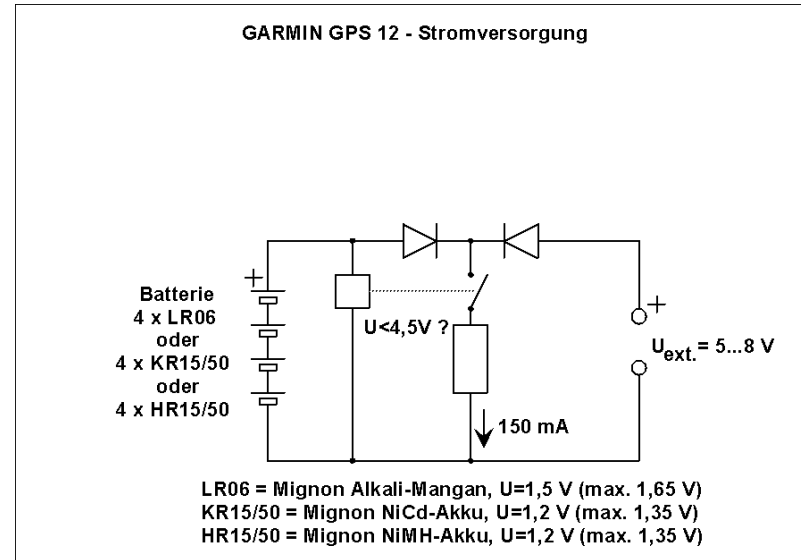 GARMIN GPS 12 - Stromversorgung
+
Batterie
4 x LR06
oder
4 x KR15/50
oder
4 x HR15/50
U<4,5V ?
+
Uext.= 5...8 V
150 mA
LR06 = Mignon Alkali-Mangan, U=1,5 V (max. 1,65 V)
KR15/50 = Mignon NiCd-Akku, U=1,2 V (max. 1,35 V)
HR15/50 = Mignon NiMH-Akku, U=1,2 V (max. 1,35 V)